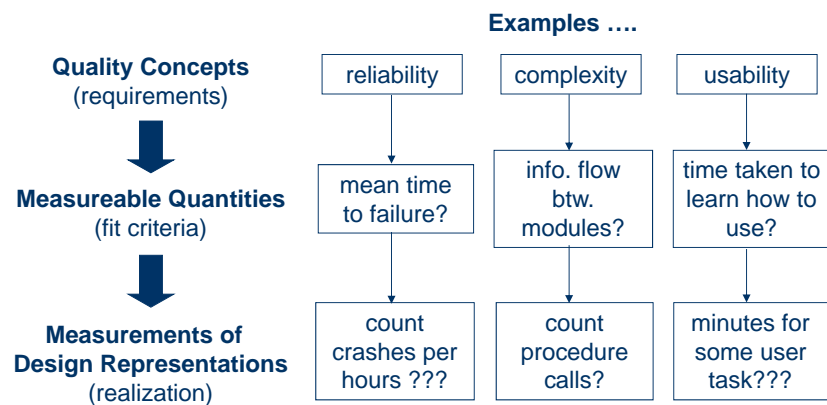 Examples ….
Quality Concepts
(requirements)
reliability
complexity
usability
Measureable Quantities
(fit criteria)
mean time
to failure?
info. flow
btw.
modules?
time taken to
learn how to
use?
Measurements of
Design Representations
(realization)
count
crashes per
hours ???
count
procedure
calls?
minutes for
some user
task???